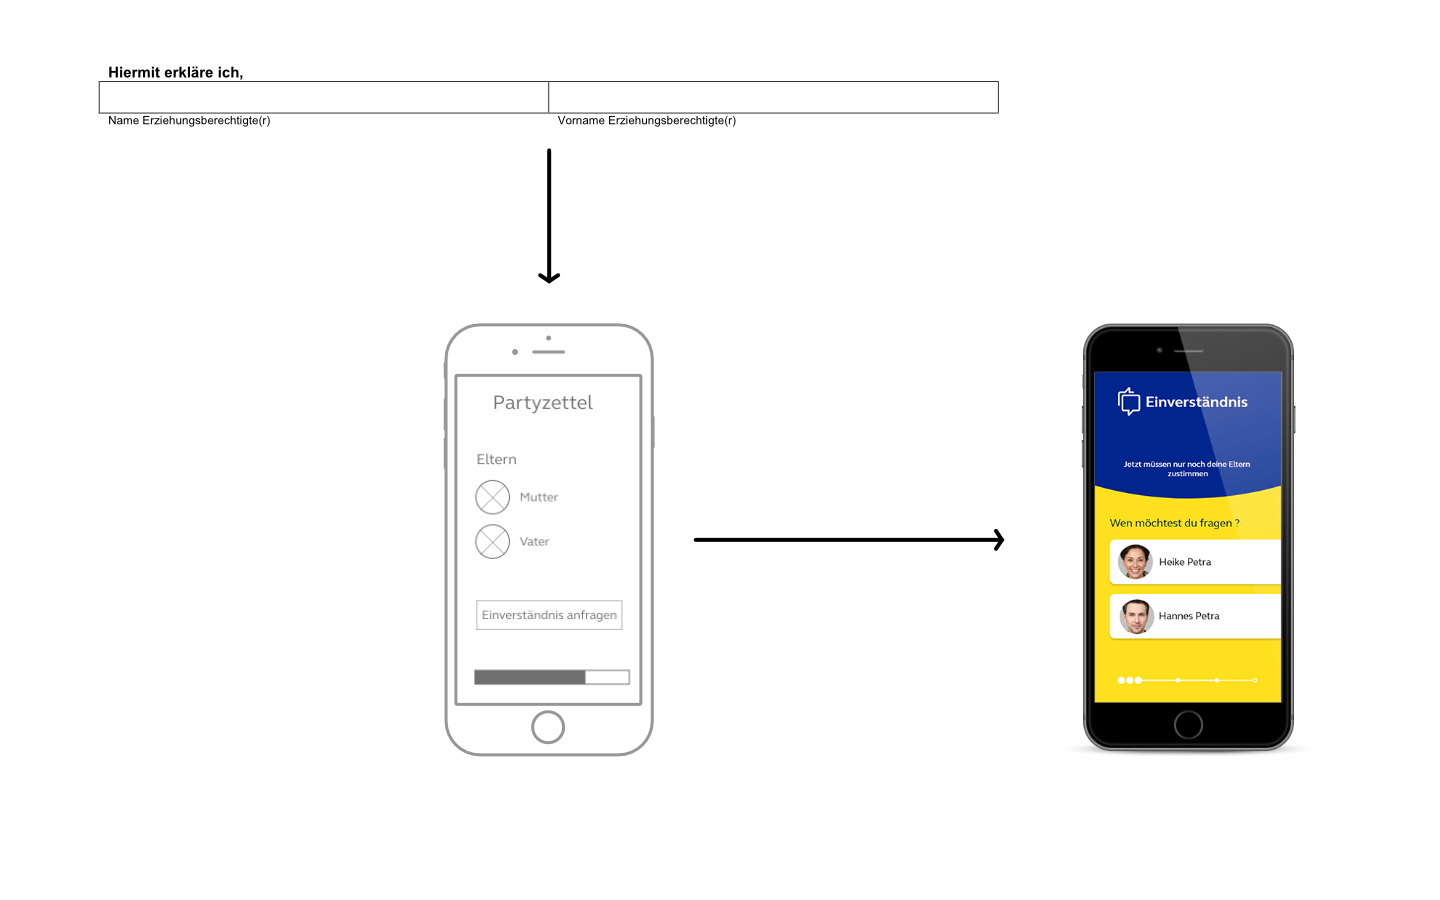 Hiermit erkläre ich,
Name Erziehungsberechtigte(r)
Vorname Erziehungsberechtigte(r)
Partyzettel
Eltern
Mutter
Vater
Einverständnis anfragen
Einverständnis
Jetzt müssen nur noch deine Eltern
zustimmen
Wen möchtest du fragen ?
Heike Petra
Hannes Petra